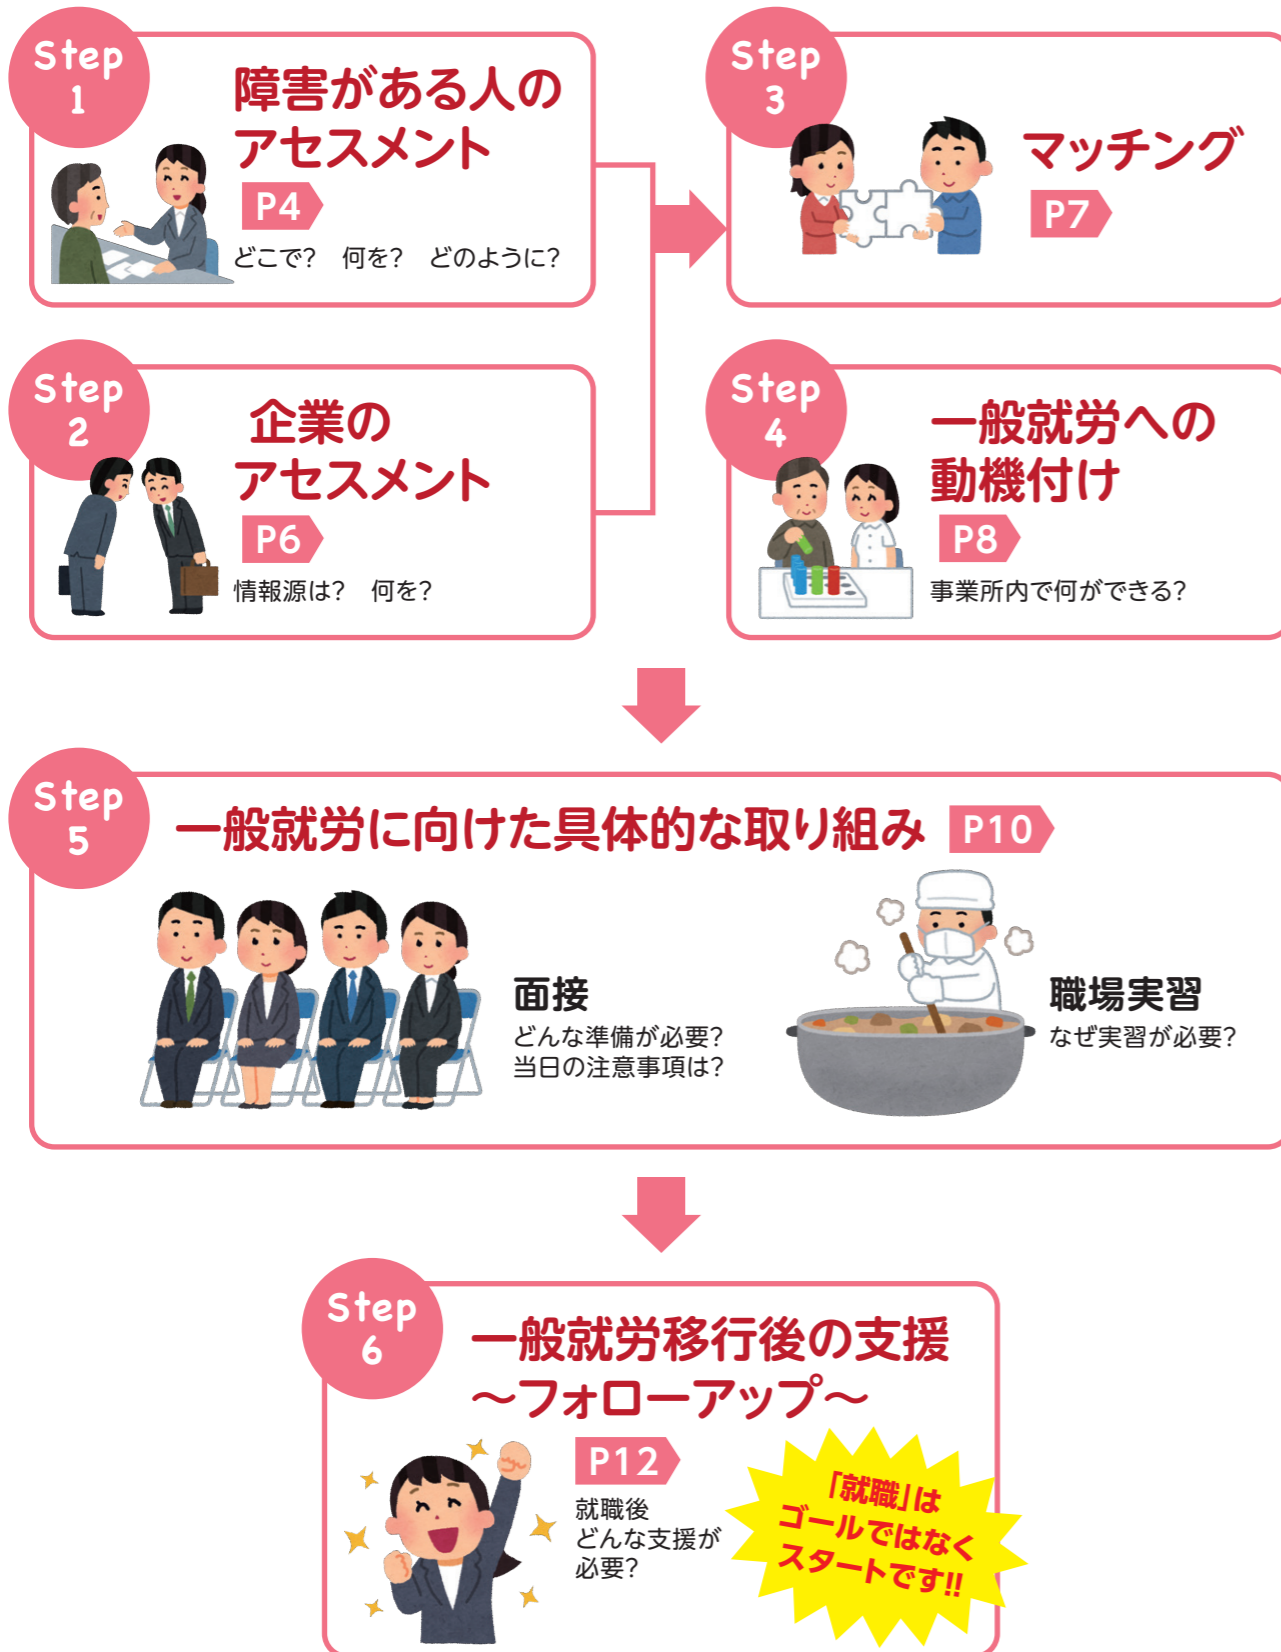 Step
1
障害がある人の
アセスメント
P4
どこで？　何を？　どのように？
Step
2
企業の
アセスメント
P6
情報源は？　何を？
Step
3
マッチング
P7
Step
4
一般就労への
動機付け
P8
事業所内で何ができる？
Step
5
一般就労に向けた具体的な取り組み P10
面接
どんな準備が必要？
当日の注意事項は？
職場実習
なぜ実習が必要？
Step
6
一般就労移行後の支援
～フォローアップ～
P12
就職後
どんな支援が
必要？
「就職」は
ゴールではなく
スタートです!!